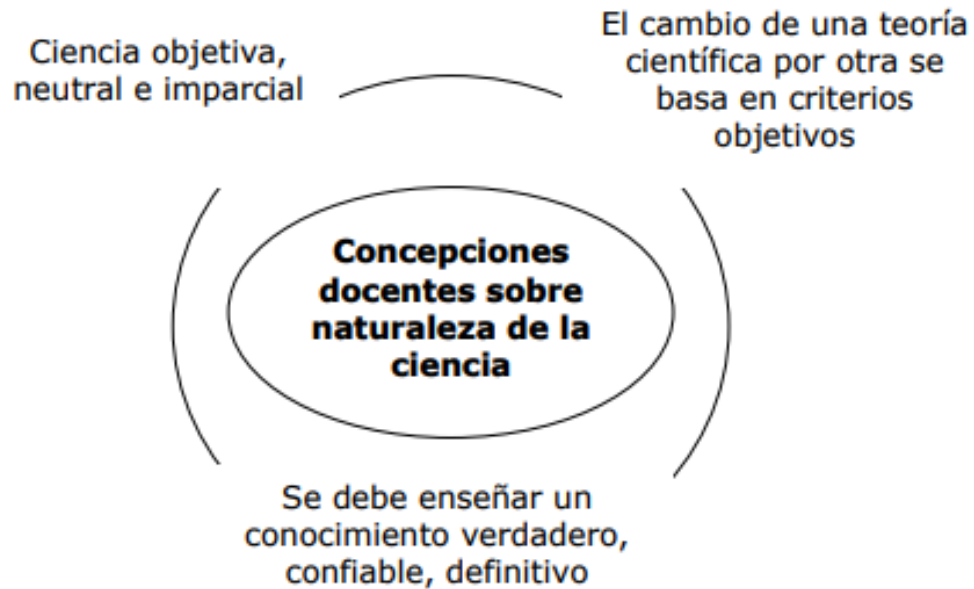 Ciencia objetiva,
neutral e imparcial
El cambio de una teoría
científica por otra se
basa en criterios
objetivos
Concepciones
docentes sobre
naturaleza de la
ciencia
Se debe enseñar un
conocimiento verdadero,
confiable, definitivo